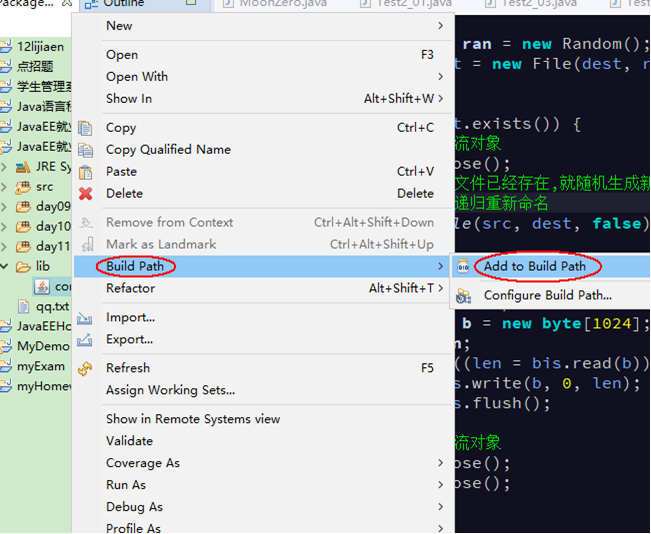 Package...
Outline
MoonZero.java
Test2_01.java
Test2_03.java
12lijiaen
点招题
学生管理系
Java语言
JavaEE就业
JavaEE就业
JRE Sy
src
day09
day10
day11
lib
qq.txt
JavaEEHo
MyDemo
myExam
myHomew
New
Open F3
Open With
Show In Alt+Shift+W
Copy Ctrl+C
Copy Qualified Name
Paste Ctrl+V
Delete Delete
Remove from Context Ctrl+Alt+Shift+Down
Mark as Landmark Ctrl+Alt+Shift+Up
Build Path
Refactor Alt+Shift+T
Import...
Export...
Refresh F5
Assign Working Sets...
Show in Remote Systems view
Validate
Coverage As
Run As
Debug As
Profile As
Add to Build Path
Configure Build Path...
ran = new Random();
t = new File(dest, r
t.exists()) {
流对象
ose();
文件已经存在,就随机生成新
递归重新命名
le(src, dest, false)
b = new byte[1024];
n;
((len = bis.read(b))
s.write(b, 0, len);
s.flush();
流对象
ose();
ose();